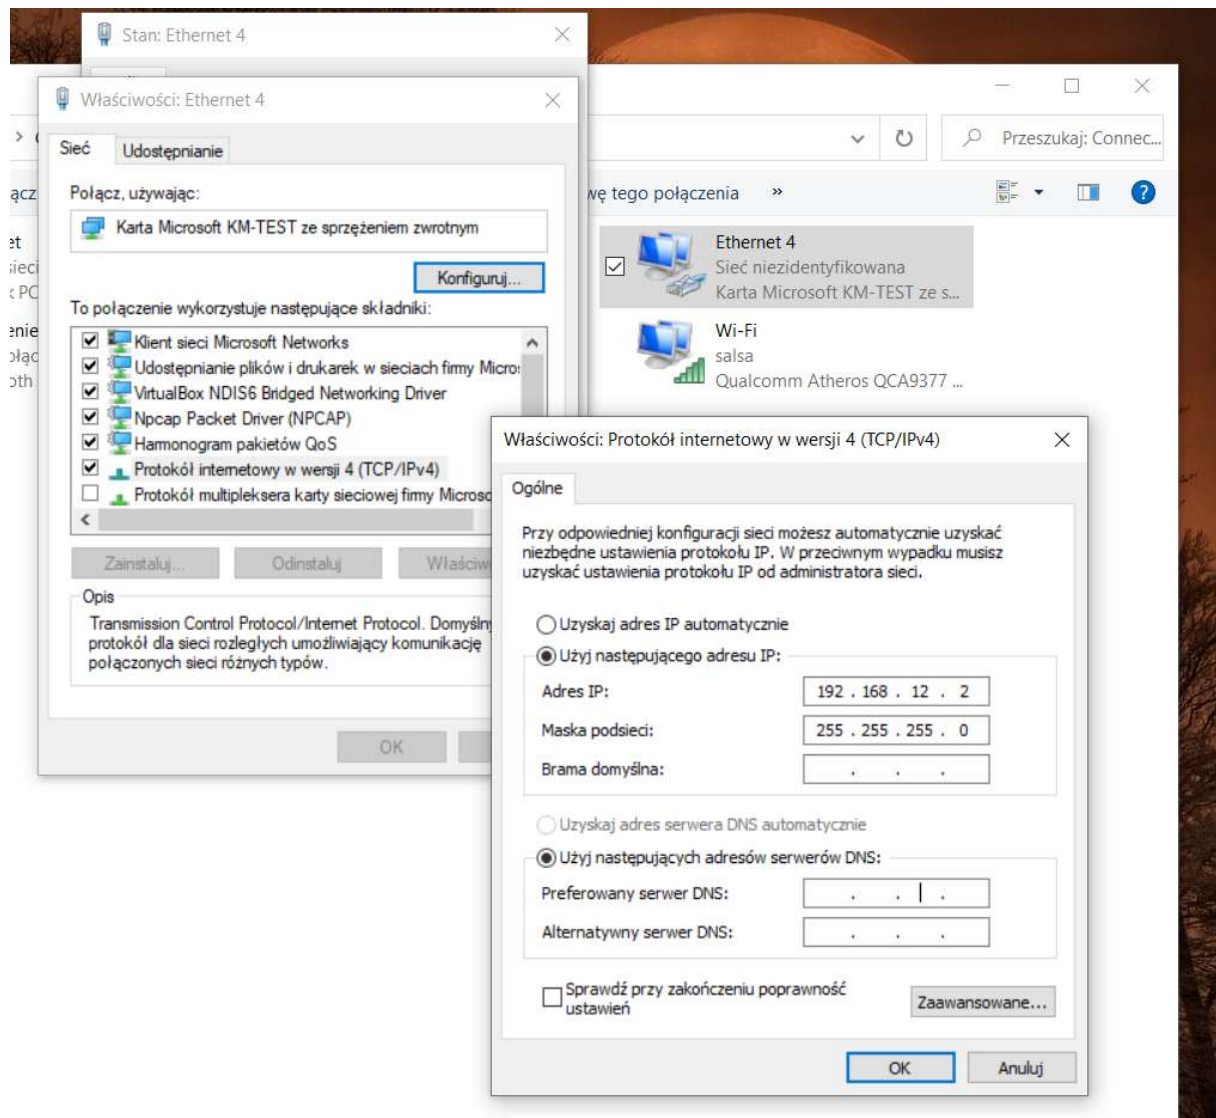 Stan: Ethernet 4
Właściwości: Ethernet 4
Przeszukaj: Connec...
Sieć
Udostępnianie
Połącz, używając:
wę tego połączenia »
Karta Microsoft KM-TEST ze sprzężeniem zwrotnym
Konfiguruj...
To połączenie wykorzystuje następujące składniki:
Klient sieci Microsoft Networks
Udostępnianie plików i drukarek w sieciach firmy Micro
VirtualBox NDIS6 Bridged Networking Driver
Npcap Packet Driver (NPCAP)
Harmonogram pakietów QoS
Protokół internetowy w wersji 4 (TCP/IPv4)
Protokół multipleksera karty sieciowej firmy Microso
Zainstaluj...
Odinstaluj
Właściw
Opis
Transmission Control Protocol/Internet Protocol. Domyśln
protokół dla sieci rozległych umożliwiający komunikację
połączonych sieci różnych typów.
OK
Ethernet 4
Sieć niezidentyfikowana
Karta Microsoft KM-TEST ze s...
Wi-Fi
salsa
Qualcomm Atheros QCA9377 ...
Właściwości: Protokół internetowy w wersji 4 (TCP/IPv4)
Ogólne
Przy odpowiedniej konfiguracji sieci możesz automatycznie uzyskać
niezbędne ustawienia protokołu IP. W przeciwnym wypadku musisz
uzyskać ustawienia protokołu IP od administratora sieci.
Uzyskaj adres IP automatycznie
Użyj następującego adresu IP:
Adres IP: 192 . 168 . 12 . 2
Maska podsieci: 255 . 255 . 255 . 0
Brama domyślna: . . .
Uzyskaj adres serwera DNS automatycznie
Użyj następujących adresów serwerów DNS:
Preferowany serwer DNS: . . .
Alternatywny serwer DNS: . . .
Sprawdź przy zakończeniu poprawność
ustawień
Zaawansowane...
OK
Anuluj